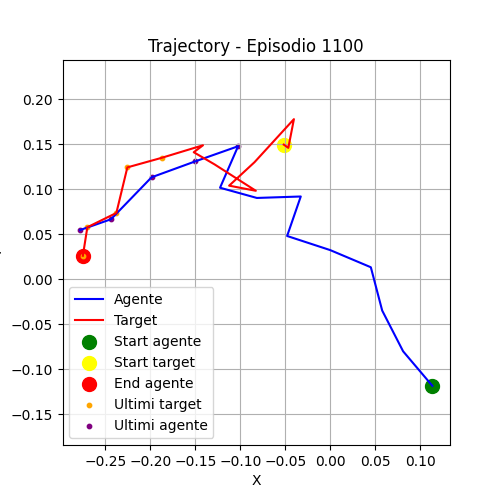 Trajectory - Episodio 1100
0.20
0.15
0.10
0.05
0.00
−0.05
−0.10
−0.15
Agente
Target
Start agente
Start target
End agente
Ultimi target
Ultimi agente
−0.25 −0.20 −0.15 −0.10 −0.05 0.00 0.05 0.10
X